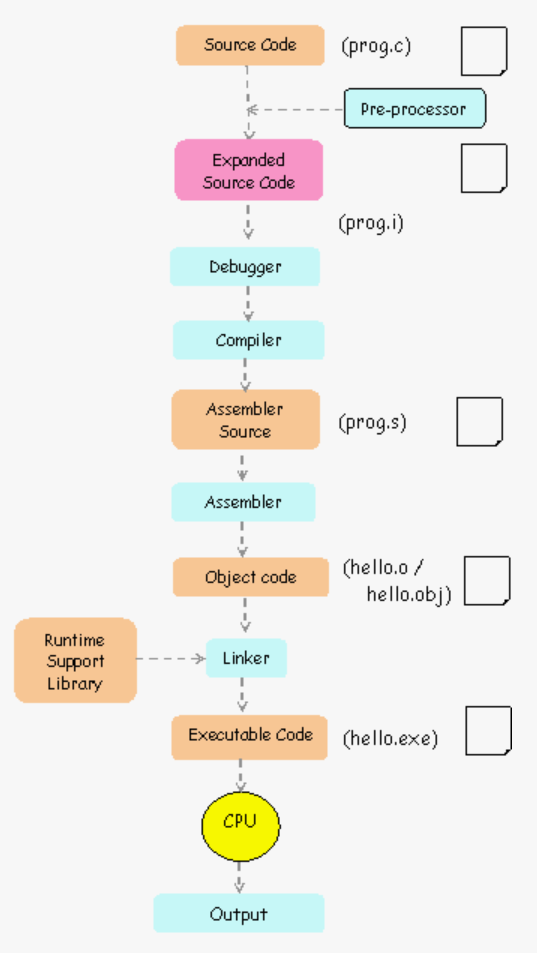 Source Code
(prog.c)
Pre-processor
Expanded
Source Code
(prog.i)
Debugger
Compiler
Assembler
Source
(prog.s)
Assembler
Object code
(hello.o /
hello.obj)
Runtime
Support
Library
Linker
Executable Code
(hello.exe)
CPU
Output